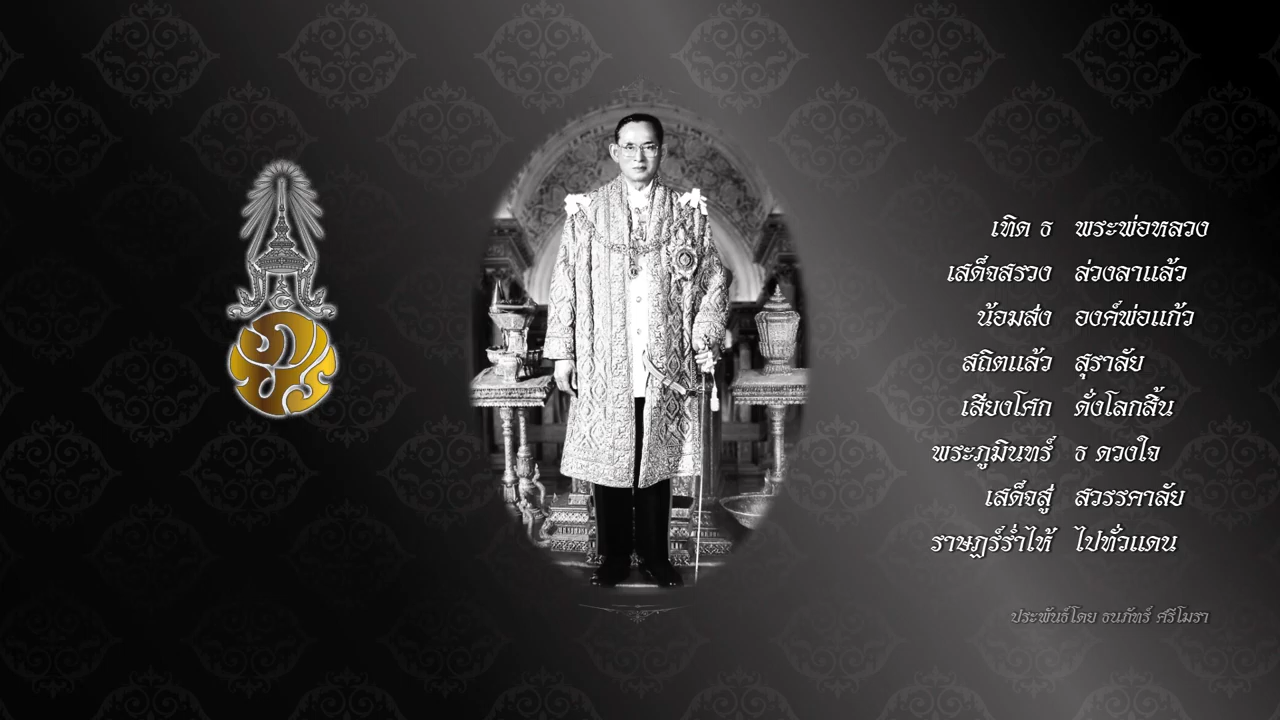 เทิด ธ พระพ่อหลวง
เสด็จสรวง ล่วงลาแล้ว
น้อมส่ง องค์พ่อแก้ว
สถิตแล้ว สุราลัย
เสียงโศก ดั่งโลกสิ้น
พระภูมินทร์ ธ ดวงใจ
เสด็จสู่ สวรรคาลัย
ราษฏร์ร่ำไห้ ไปทั่วแดน
ประพันธ์โดย ธนภัทร์ ศรีโมรา